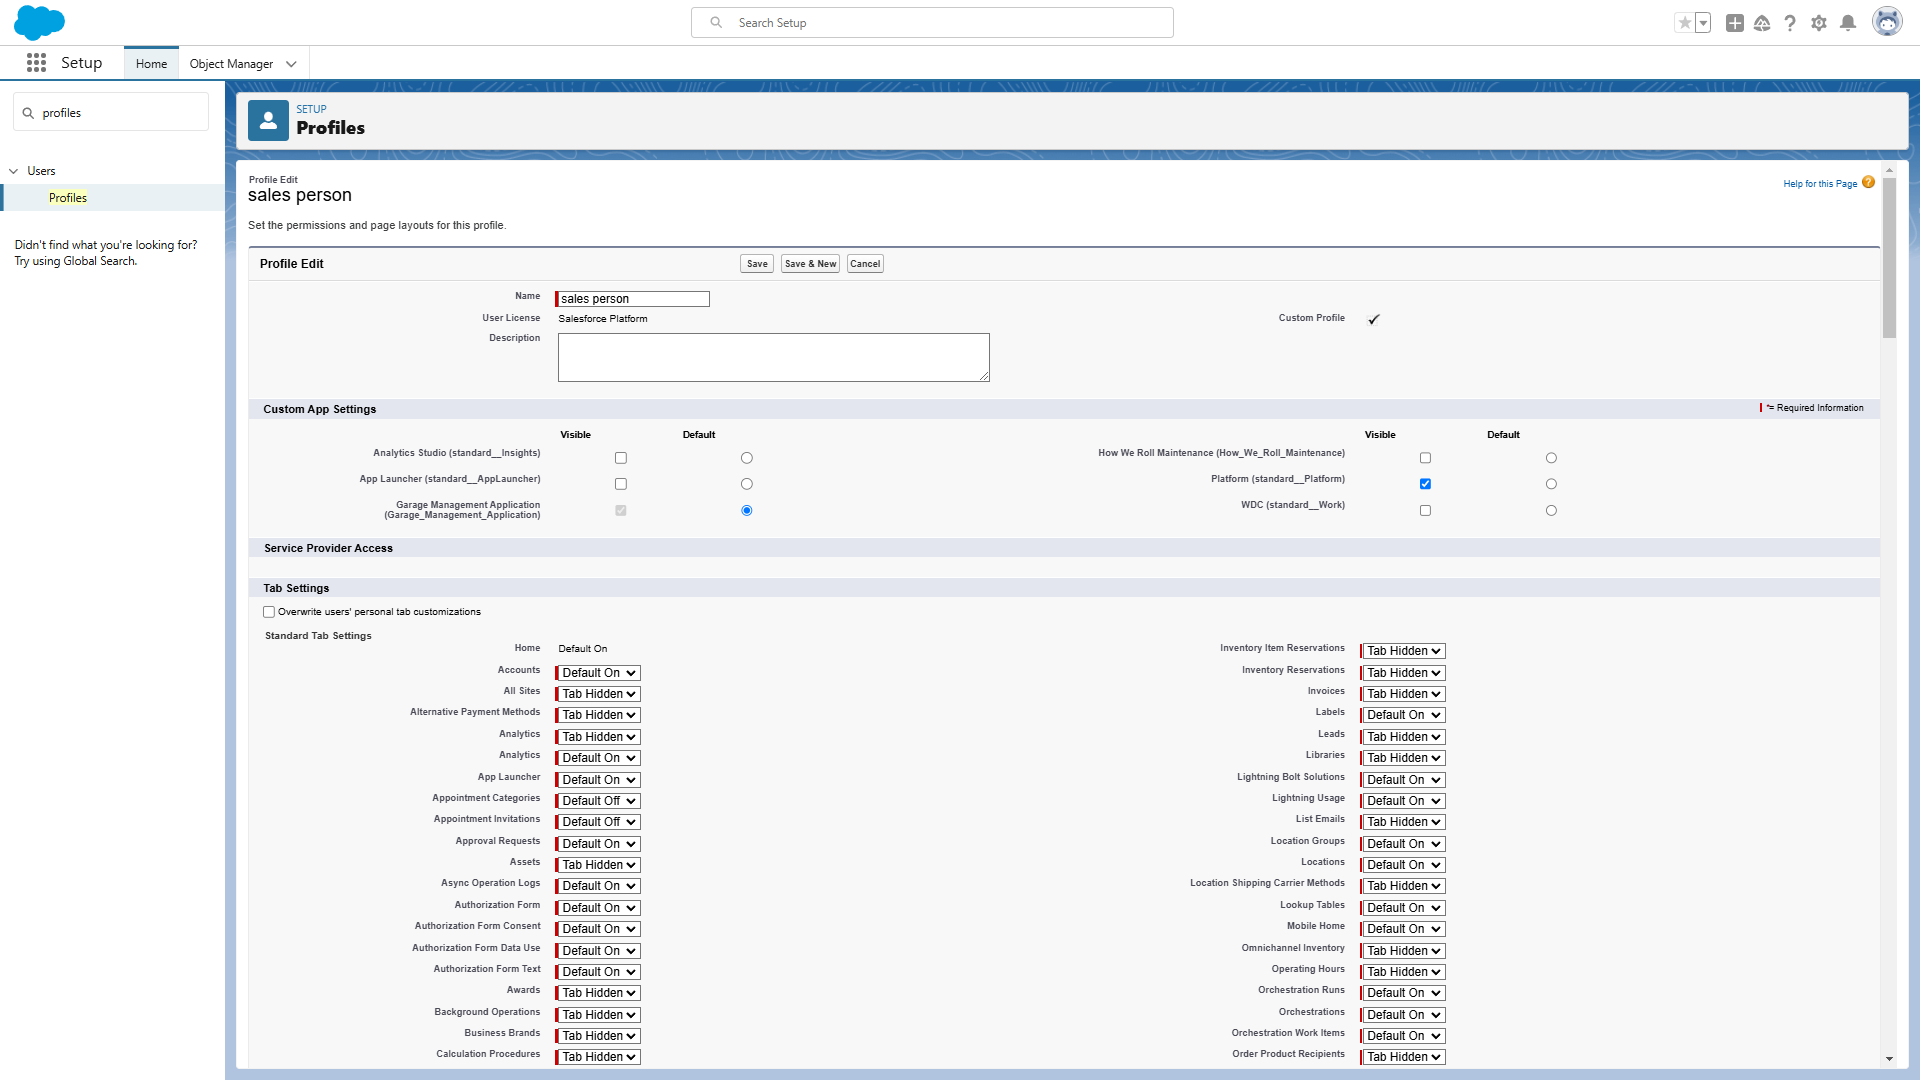 Search Setup
Setup
Home
Object Manager
profiles
Users
Profiles
Didn't find what you're looking for?
Try using Global Search.
SETUP
Profiles
Profile Edit
sales person
Help for this Page
Set the permissions and page layouts for this profile.
Profile Edit
Save
Save & New
Cancel
Name sales person
User License Salesforce Platform
Custom Profile
Description
Custom App Settings
*= Required Information
Visible Default Visible Default
Analytics Studio (standard__Insights)
How We Roll Maintenance (How_We_Roll_Maintenance)
App Launcher (standard__AppLauncher)
Platform (standard__Platform)
Garage Management Application
(Garage_Management_Application)
WDC (standard__Work)
Service Provider Access
Tab Settings
Overwrite users' personal tab customizations
Standard Tab Settings
Home Default On
Inventory Item Reservations Tab Hidden
Accounts Default On
Inventory Reservations Tab Hidden
All Sites Tab Hidden
Invoices Tab Hidden
Alternative Payment Methods Tab Hidden
Labels Default On
Analytics Tab Hidden
Leads Tab Hidden
Analytics Default On
Libraries Tab Hidden
App Launcher Default On
Lightning Bolt Solutions Default On
Appointment Categories Default Off
Lightning Usage Default On
Appointment Invitations Default Off
List Emails Tab Hidden
Approval Requests Default On
Location Groups Default On
Assets Tab Hidden
Locations Default On
Async Operation Logs Default On
Location Shipping Carrier Methods Tab Hidden
Authorization Form Default On
Lookup Tables Default On
Authorization Form Consent Default On
Mobile Home Default On
Authorization Form Data Use Default On
Omnichannel Inventory Tab Hidden
Authorization Form Text Default On
Operating Hours Tab Hidden
Awards Tab Hidden
Orchestration Runs Default On
Background Operations Tab Hidden
Orchestrations Default On
Business Brands Tab Hidden
Orchestration Work Items Default On
Calculation Procedures Tab Hidden
Order Product Recipients Tab Hidden